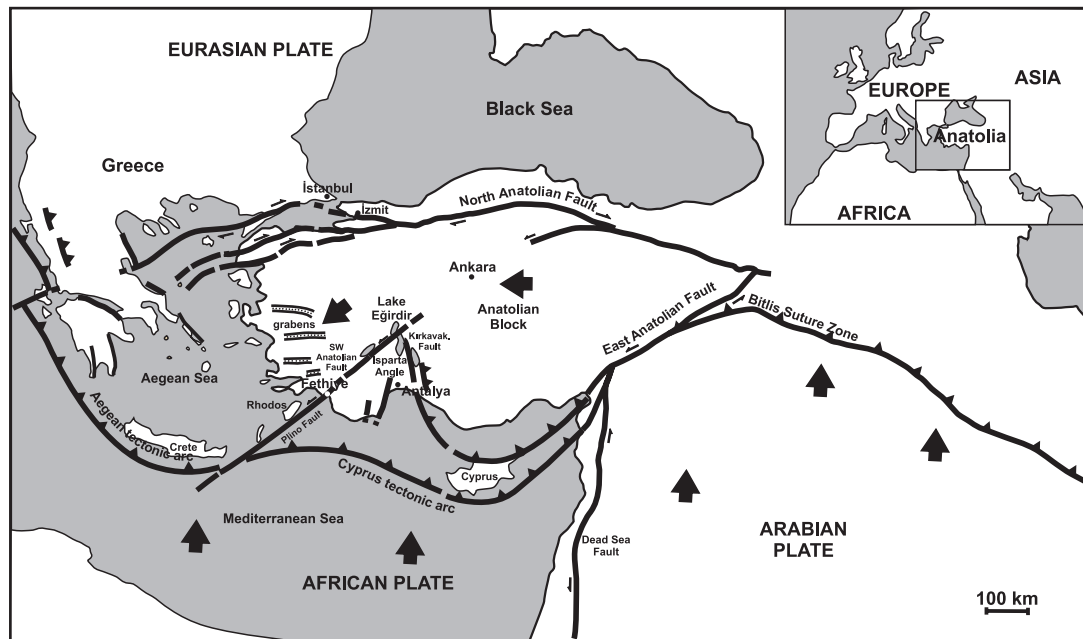 EURASIAN PLATE
Black Sea
Greece
İstanbul
İzmit
North Anatolian Fault
EUROPE
ASIA
Anatolia
AFRICA
Ankara
Anatolian
Block
East Anatolian Fault
Bitlis Suture Zone
Lake
Eğirdir
grabens
Kırkavak. Fault
SW
Anatolian
Fault
Isparta
Angle
Aegean Sea
Fethiye
Antalya
Rhodos
Plino Fault
Aegean tectonic arc
Crete
Cyprus
Cyprus tectonic arc
Mediterranean Sea
Dead Sea
Fault
ARABIAN
PLATE
AFRICAN PLATE
100 km